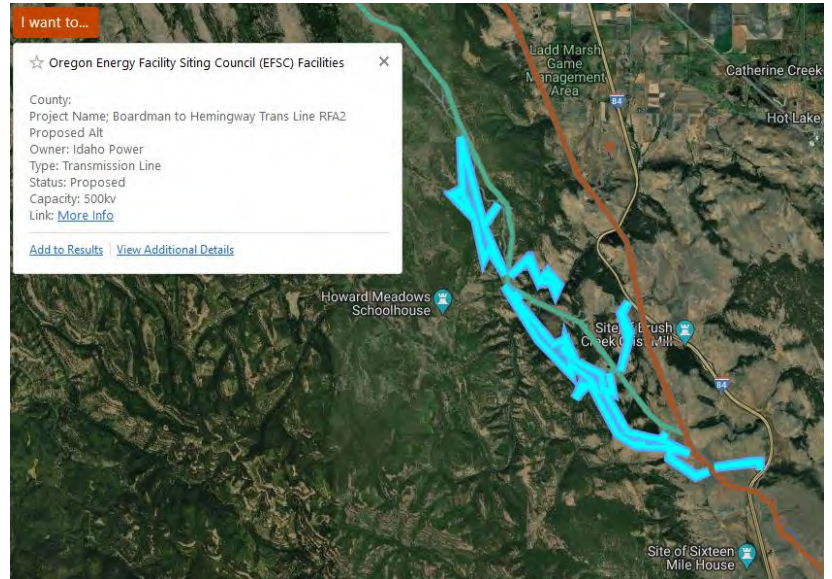 I want to...
Oregon Energy Facility Siting Council (EFSC) Facilities
County:
Project Name; Boardman to Hemingway Trans Line RFA2
Proposed Alt
Owner: Idaho Power
Type: Transmission Line
Status: Proposed
Capacity: 500kv
Link: More Info
Add to Results
View Additional Details
Ladd Marsh
Game
Management
Area
84
Catherine Creek
Hot Lake
Howard Meadows
Schoolhouse
Site of Brush
Creek Grist Mill
84
Site of Sixteen
Mile House